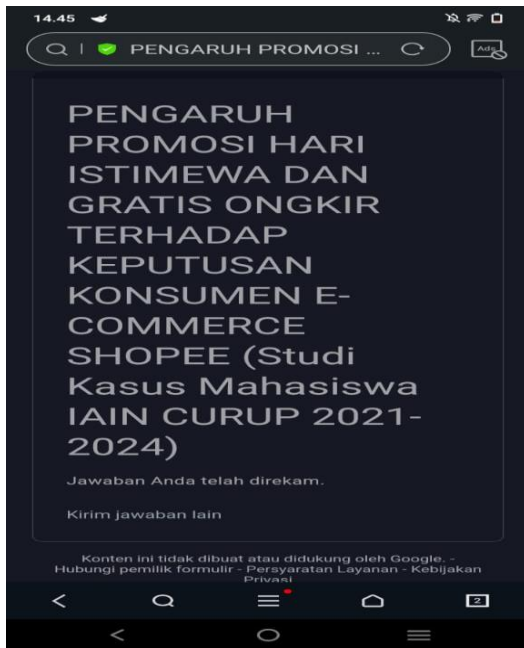 14.45
PENGARUH PROMOSI ...
Ads
PENGARUH
PROMOSI HARI
ISTIMEWA DAN
GRATIS ONGKIR
TERHADAP
KEPUTUSAN
KONSUMEN E-
COMMERCE
SHOPEE (Studi
Kasus Mahasiswa
IAIN CURUP 2021-
2024)
Jawaban Anda telah direkam.
Kirim jawaban lain
Konten ini tidak dibuat atau didukung oleh Google. -
Hubungi pemilik formulir - Persyaratan Layanan - Kebijakan
Privasi
2